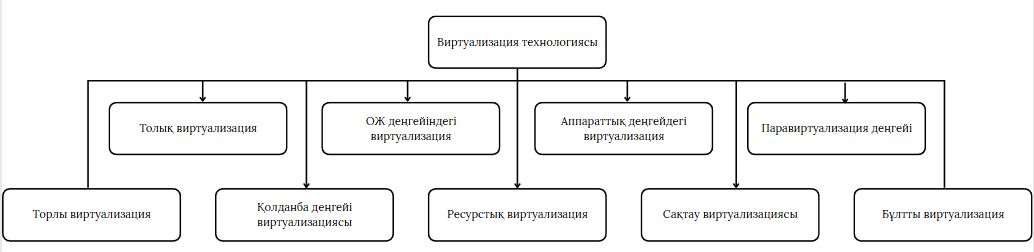 Виртуализация технологиясы
Толық виртуализация
ОЖ деңгейіндегі
виртуализация
Аппараттық деңгейдегі
виртуализация
Паравиртуализация деңгейі
Торлы виртуализация
Қолданба деңгейі
виртуализациясы
Ресурстық виртуализация
Сақтау виртуализациясы
Бұлтты виртуализация